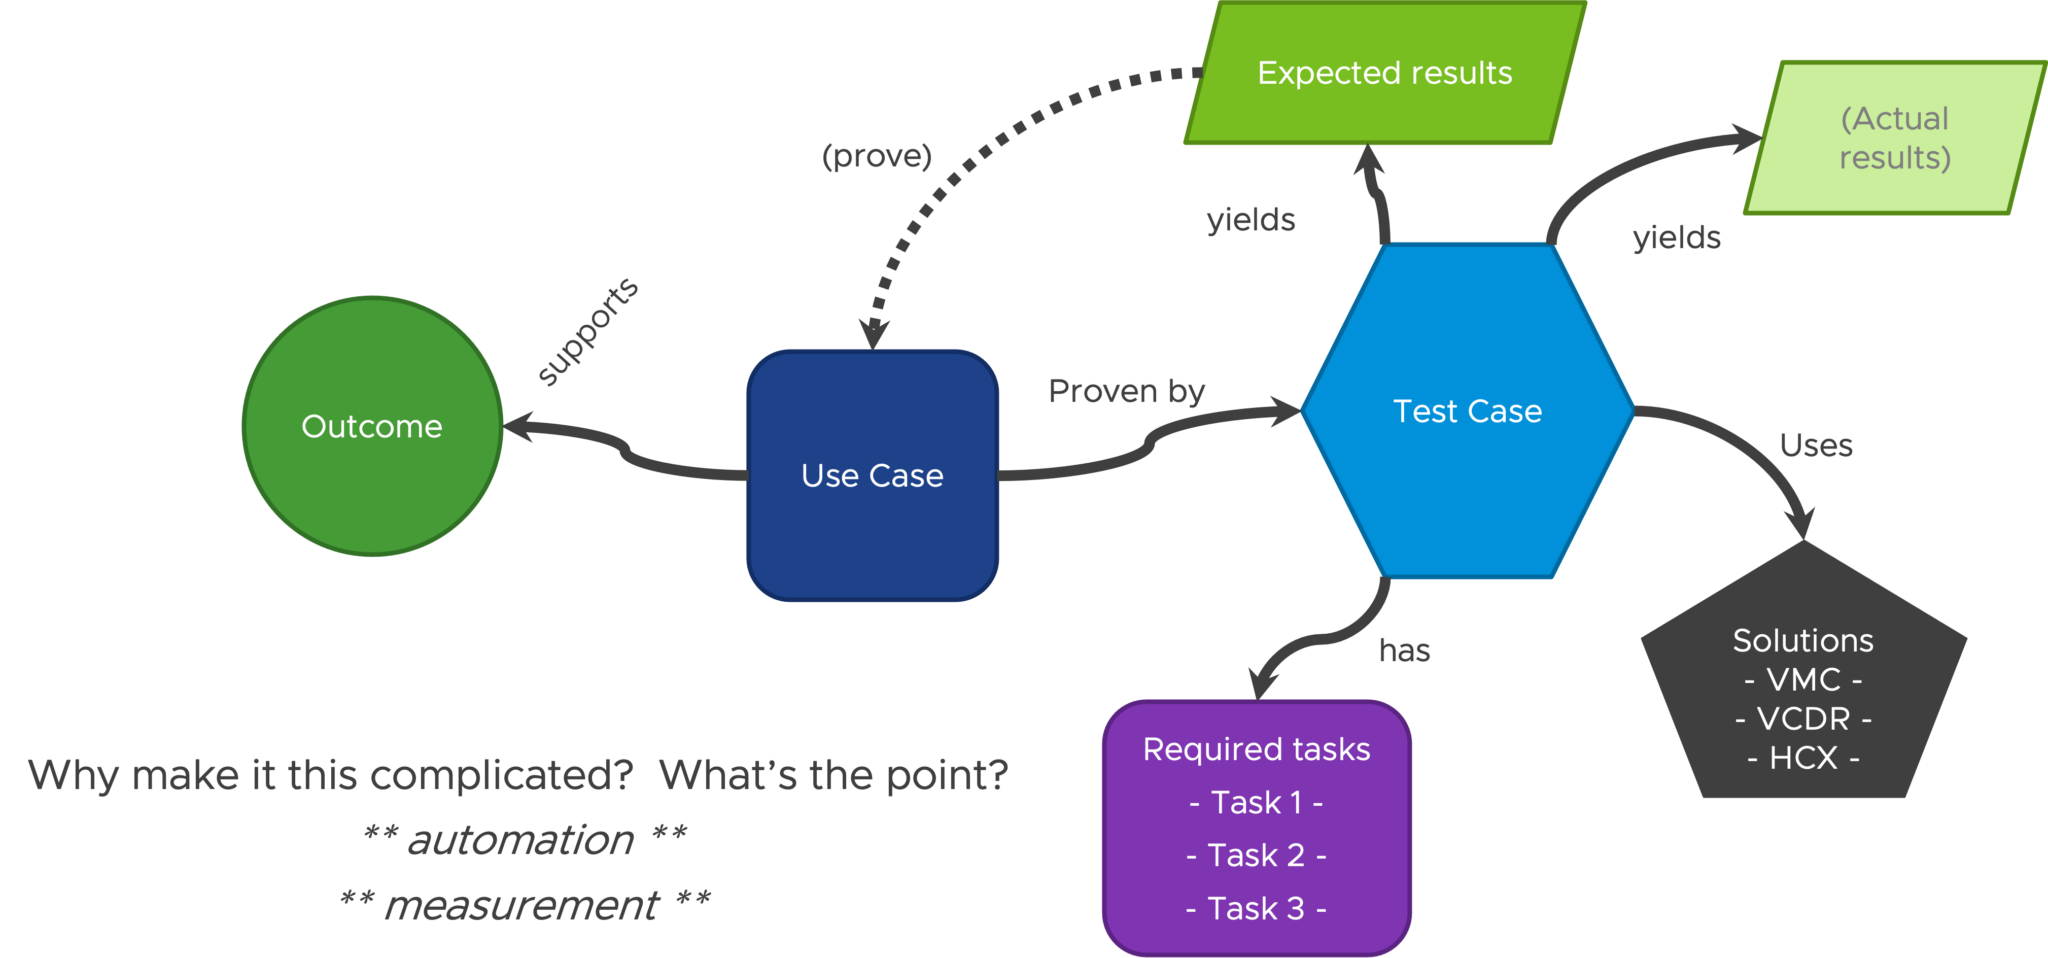 Expected results
(Actual
results)
(prove)
yields
yields
supports
Proven by
Outcome
Use Case
Test Case
Uses
has
Solutions
- VMC -
- VCDR -
- HCX -
Required tasks
- Task 1 -
- Task 2 -
- Task 3 -
Why make it this complicated?  What’s the point?
** automation **
** measurement **